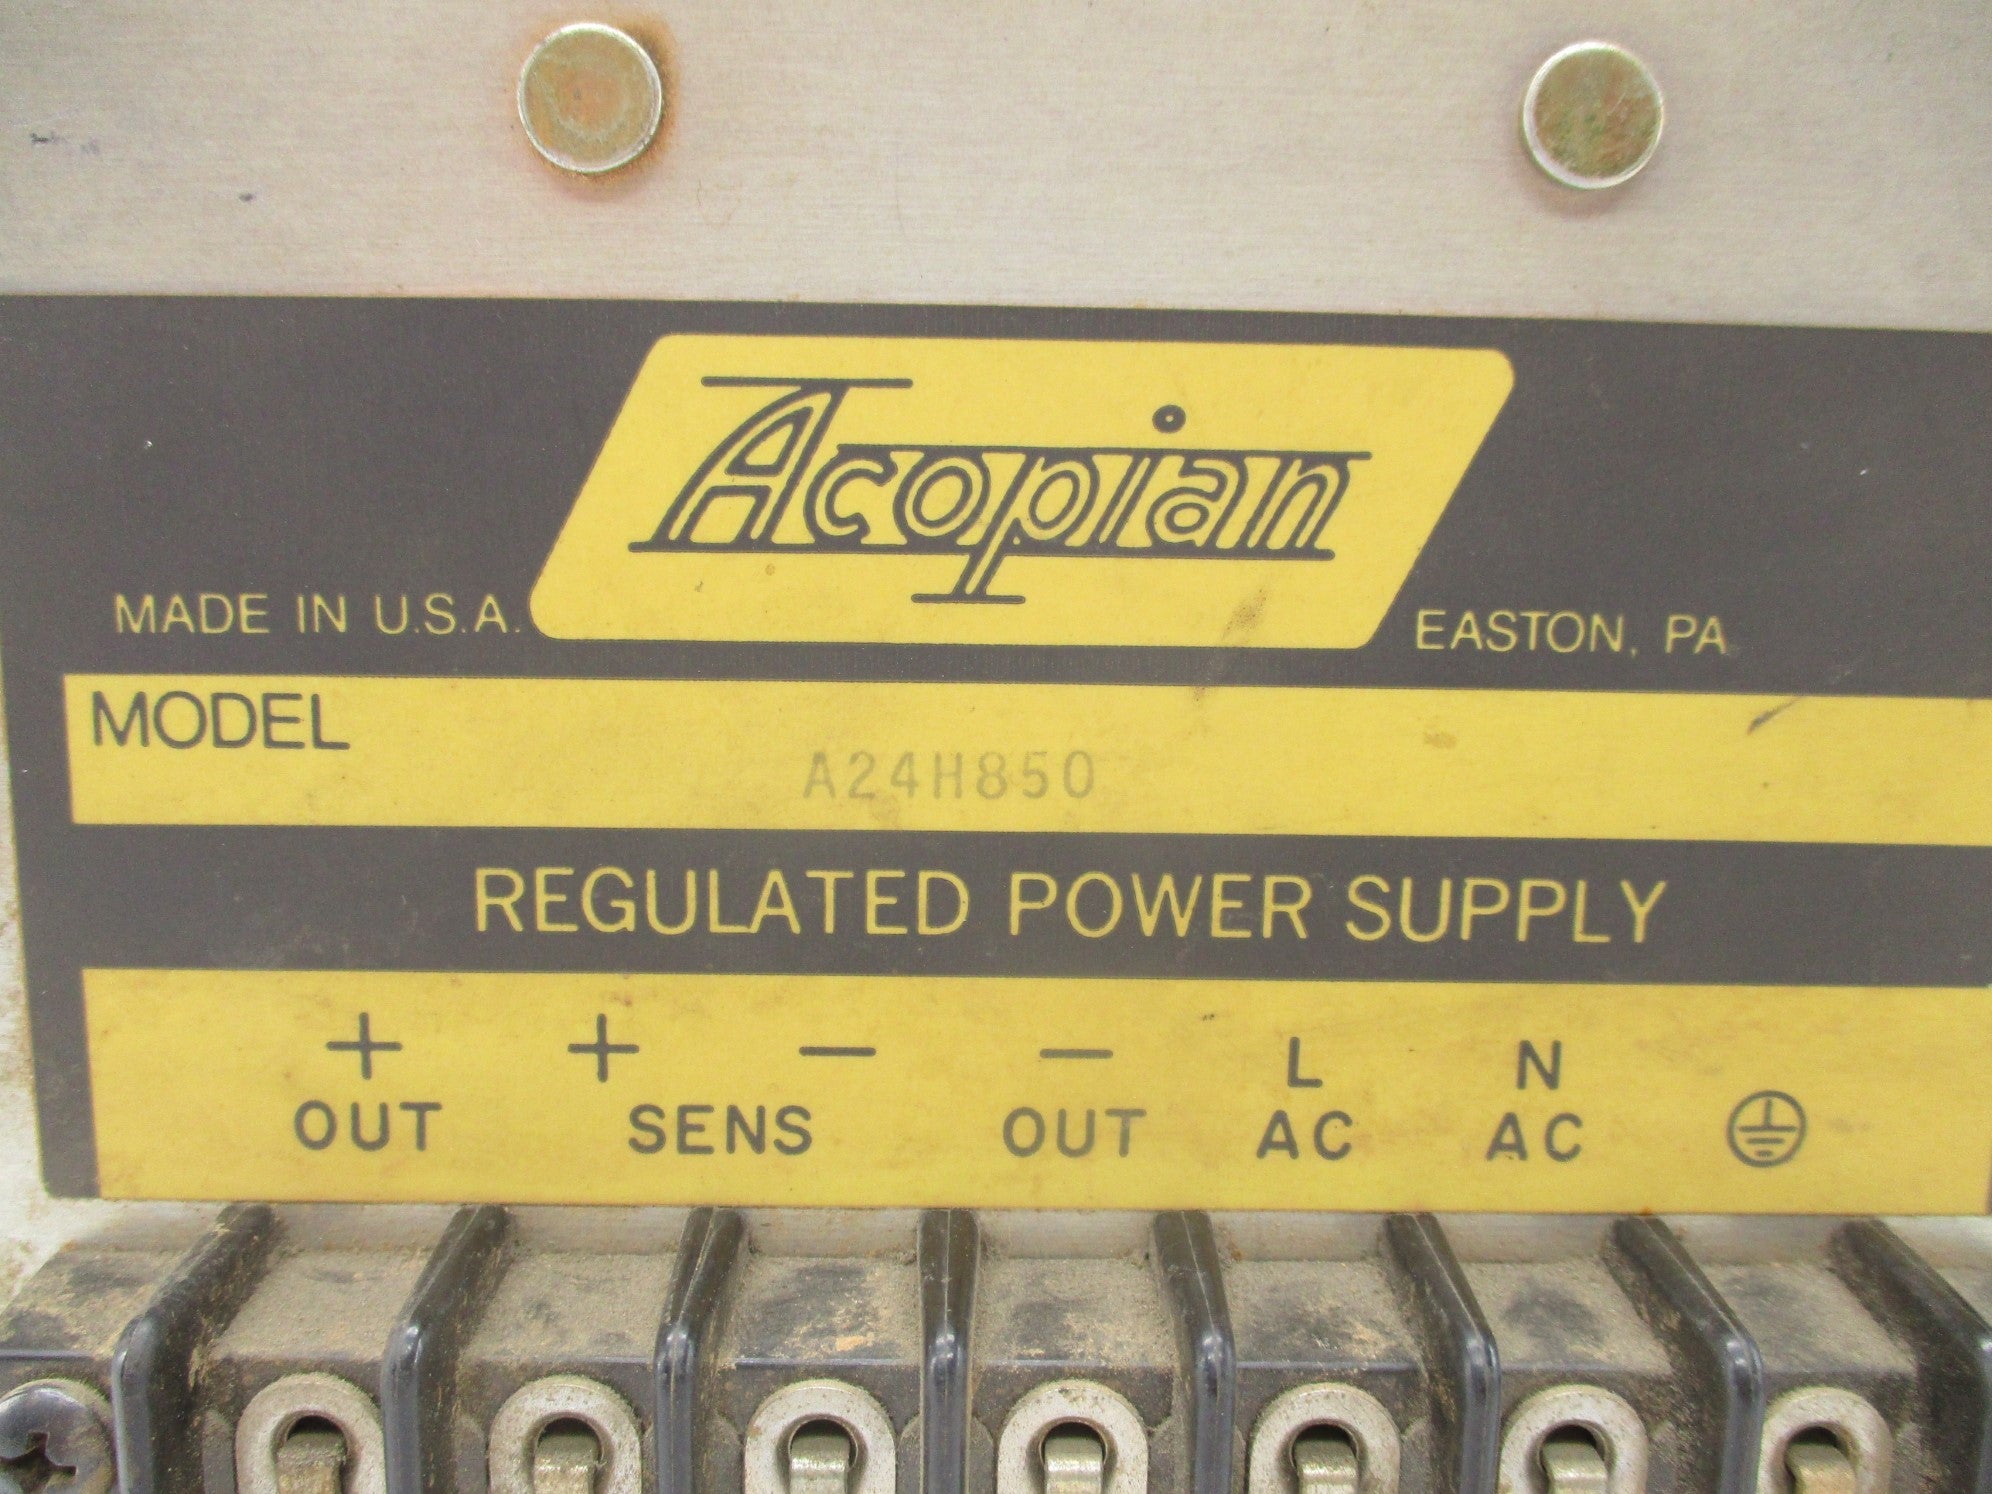 Acopian
MADE IN U.S.A. EASTON, PA
MODEL
A24H850
REGULATED POWER SUPPLY
+ + − − L N
OUT SENS OUT AC AC